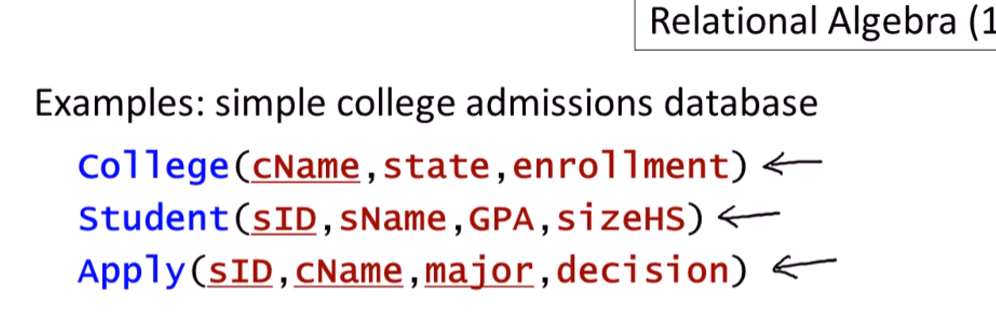 Relational Algebra (1
Examples: simple college admissions database
College(cName,state,enrollment)
Student(sID,sName,GPA,sizeHS)
Apply(sID,cName,major,decision)